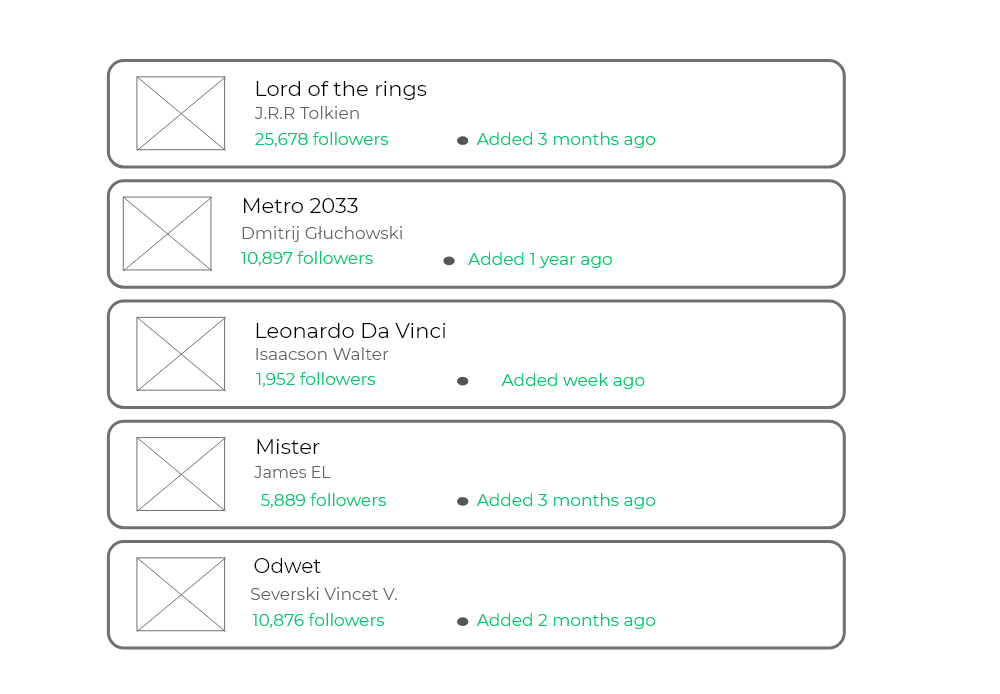 Lord of the rings
J.R.R Tolkien
25,678 followers Added 3 months ago
Metro 2033
Dmitrij Głuchowski
10,897 followers Added 1 year ago
Leonardo Da Vinci
Isaacson Walter
1,952 followers Added week ago
Mister
James EL
5,889 followers Added 3 months ago
Odwet
Severski Vincet V.
10,876 followers Added 2 months ago